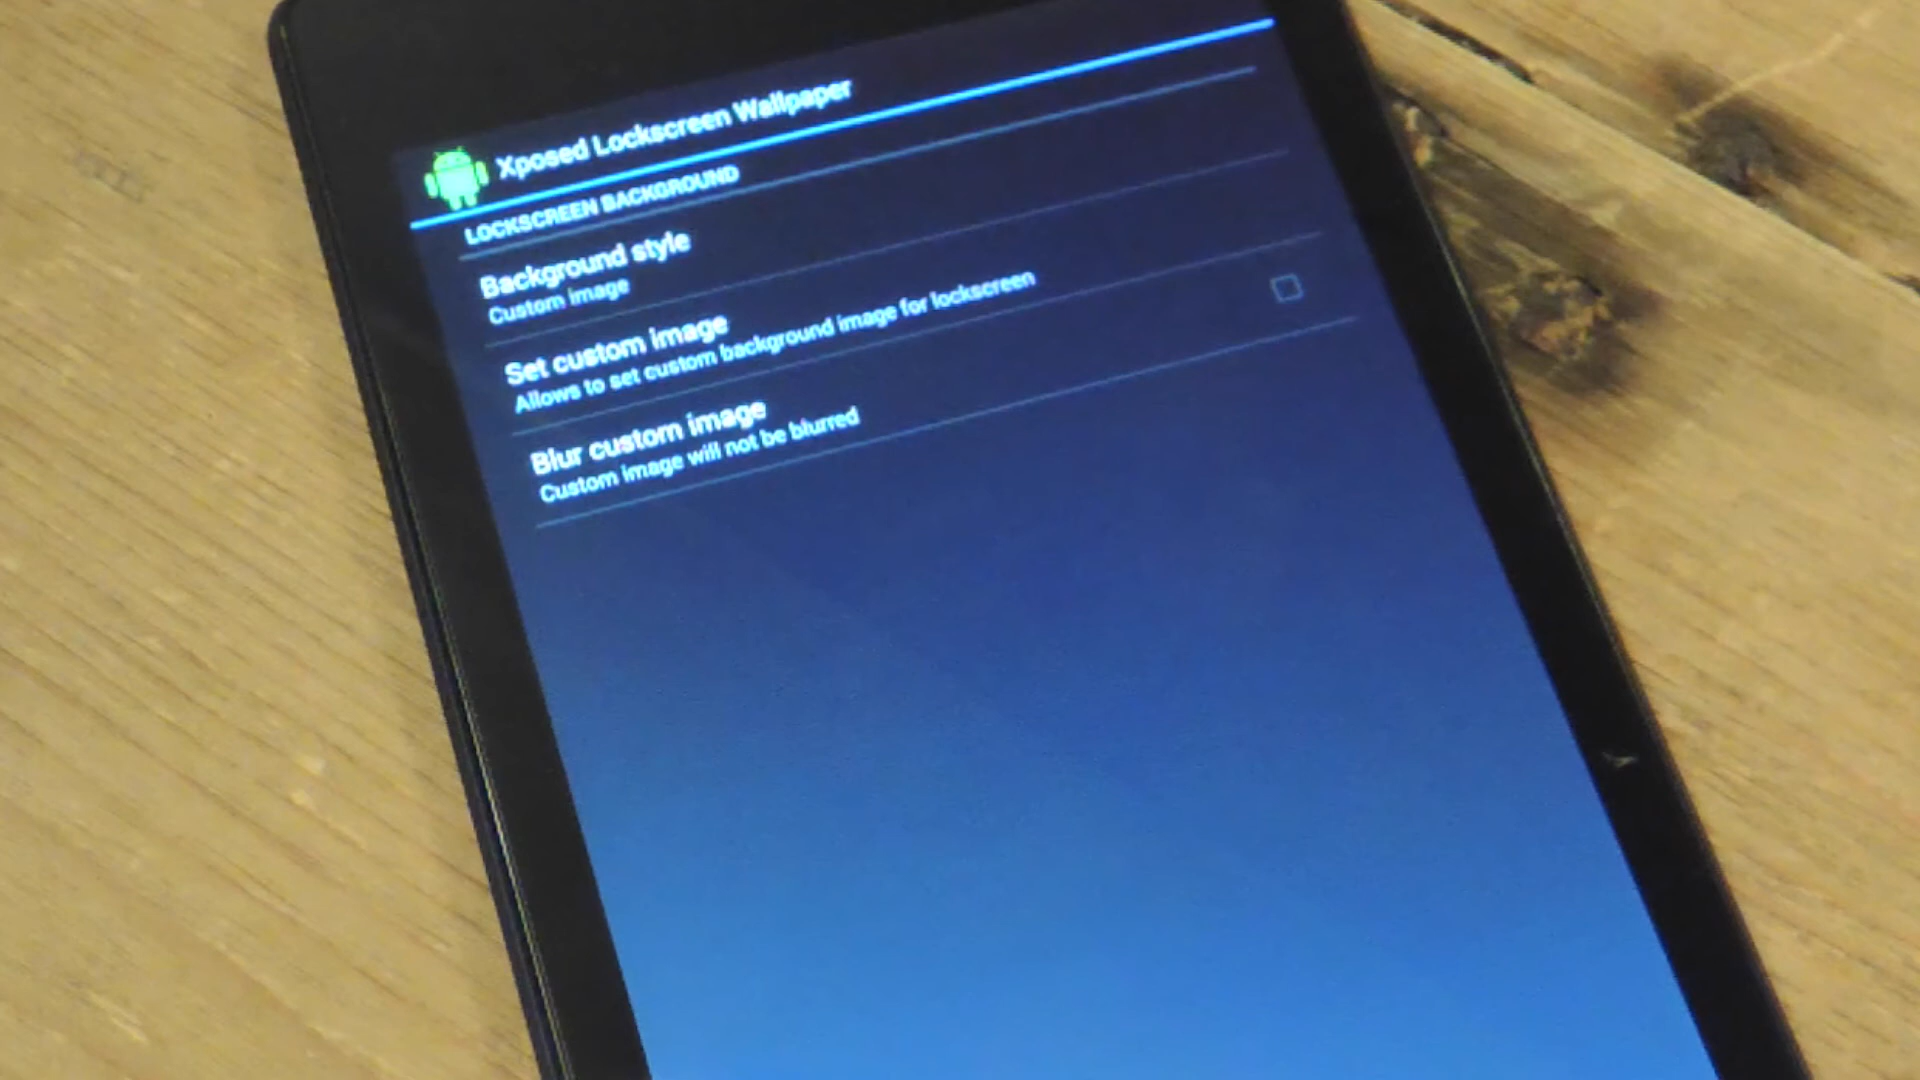 Xposed Lockscreen Wallpaper
LOCKSCREEN BACKGROUND
Background style
Custom image
Set custom image
Allows to set custom background image for lockscreen
Blur custom image
Custom image will not be blurred